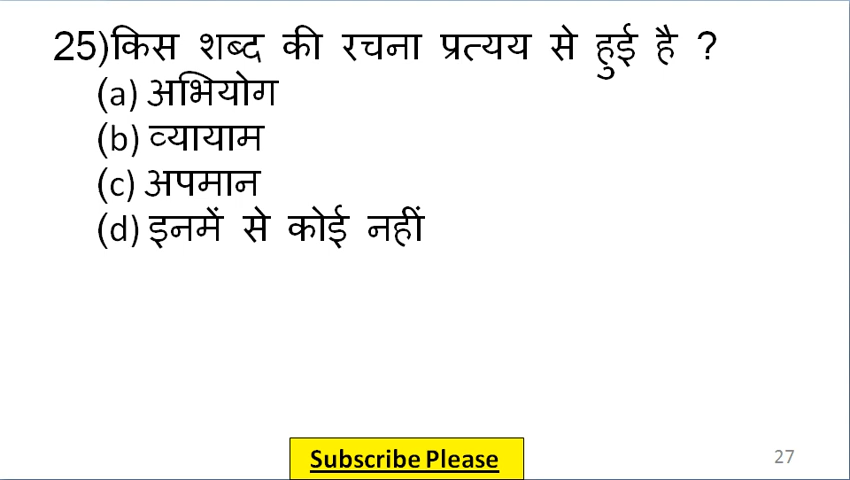 25)किस शब्द की रचना प्रत्यय से हुई है ?
(a) अभियोग
(b) व्यायाम
(c) अपमान
(d) इनमें से कोई नहीं
Subscribe Please
27